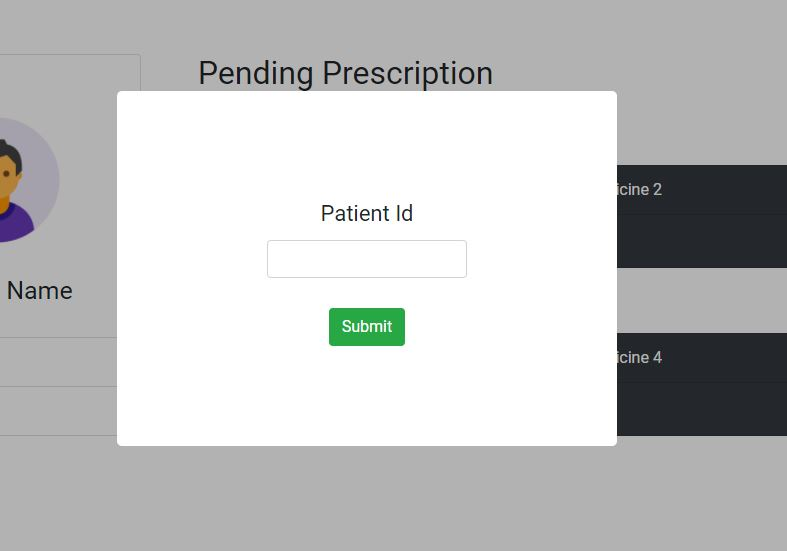 Pending Prescription
Patient Id
Submit
Name
icine 2
icine 4